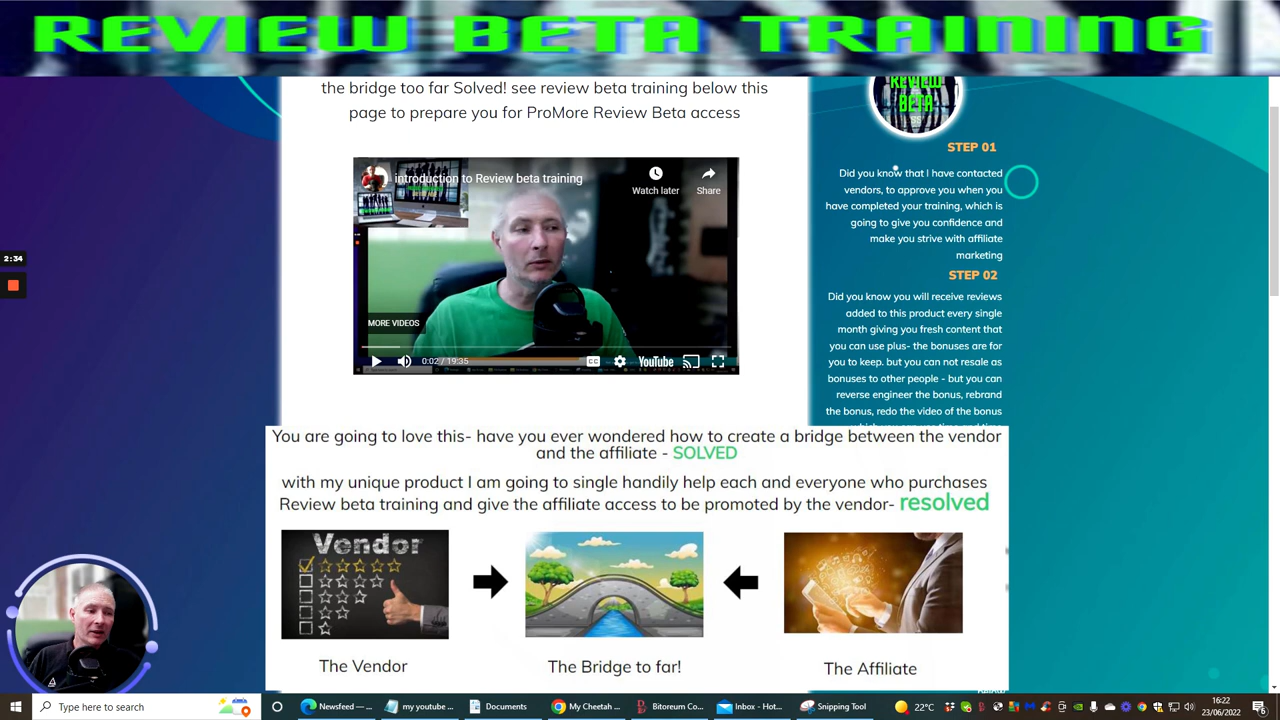 REVIEW BETA TRAINING
the bridge too far Solved! see review beta training below this
page to prepare you for ProMore Review Beta access
introduction to Review beta training
Watch later
Share
MORE VIDEOS
0:02 / 19:35
CC
YouTube
REVIEW
BETA
STEP 01
Did you know that I have contacted
vendors, to approve you when you
have completed your training, which is
going to give you confidence and
make you strive with affiliate
marketing
STEP 02
Did you know you will receive reviews
added to this product every single
month giving you fresh content that
you can use plus- the bonuses are for
you to keep. but you can not resale as
bonuses to other people - but you can
reverse engineer the bonus, rebrand
the bonus, redo the video of the bonus
2:34
You are going to love this- have you ever wondered how to create a bridge between the vendor
and the affiliate - SOLVED
with my unique product I am going to single handily help each and everyone who purchases
Review beta training and give the affiliate access to be promoted by the vendor- resolved
Vendor
The Vendor
The Bridge to far!
The Affiliate
Type here to search
Newsfeed —...
my youtube ...
Documents
My Cheetah ...
Bitoreum Co...
Inbox - Hot...
Snipping Tool
22°C
16:22
23/06/2022